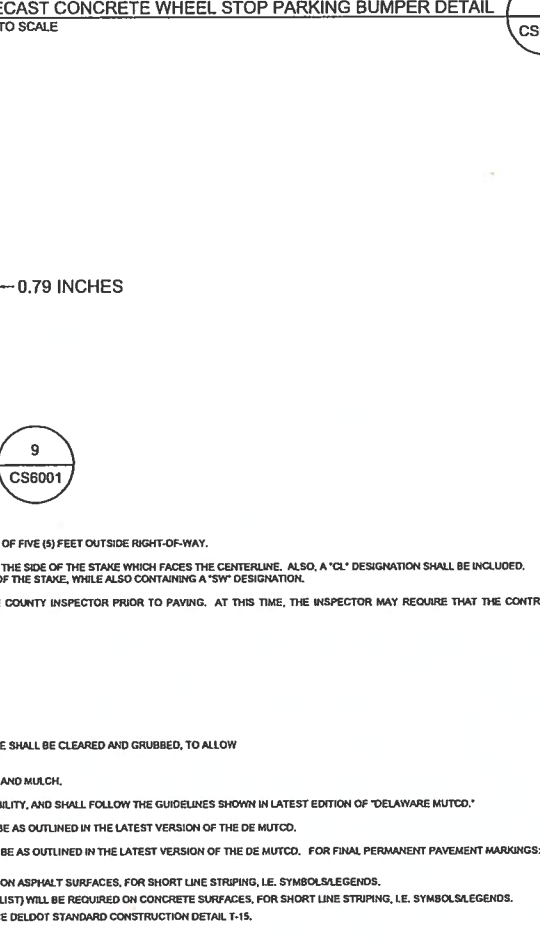 ECAST CONCRETE WHEEL STOP PARKING BUMPER DETAIL
TO SCALE
CS
0.79 INCHES
9
CS6001
OF FIVE (5) FEET OUTSIDE RIGHT-OF-WAY.
THE SIDE OF THE STAKE WHICH FACES THE CENTERLINE. ALSO, A "CL" DESIGNATION SHALL BE INCLUDED.
OF THE STAKE, WHILE ALSO CONTAINING A "SW" DESIGNATION.
E COUNTY INSPECTOR PRIOR TO PAVING. AT THIS TIME, THE INSPECTOR MAY REQUIRE THAT THE CONTR
E SHALL BE CLEARED AND GRUBBED, TO ALLOW
AND MULCH.
BILITY, AND SHALL FOLLOW THE GUIDELINES SHOWN IN LATEST EDITION OF "DELAWARE MUTCD."
BE AS OUTLINED IN THE LATEST VERSION OF THE DE MUTCD.
BE AS OUTLINED IN THE LATEST VERSION OF THE DE MUTCD. FOR FINAL PERMANENT PAVEMENT MARKINGS:
ON ASPHALT SURFACES, FOR SHORT LINE STRIPING, I.E. SYMBOLS/LEGENDS.
LIST) WILL BE REQUIRED ON CONCRETE SURFACES, FOR SHORT LINE STRIPING, I.E. SYMBOLS/LEGENDS.
E DELDOT STANDARD CONSTRUCTION DETAIL T-15.